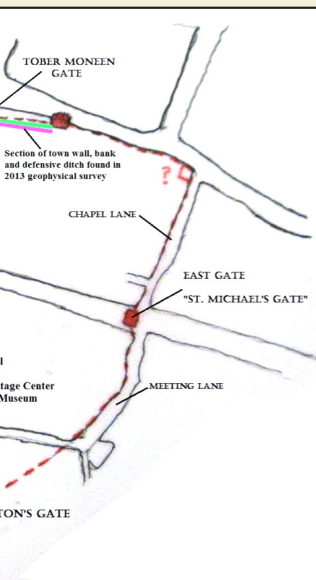 TOBER MONEEN
GATE
Section of town wall, bank
and defensive ditch found in
2013 geophysical survey
?
CHAPEL LANE
EAST GATE
"ST. MICHAEL'S GATE"
l
tage Center
Museum
MEETING LANE
TON'S GATE